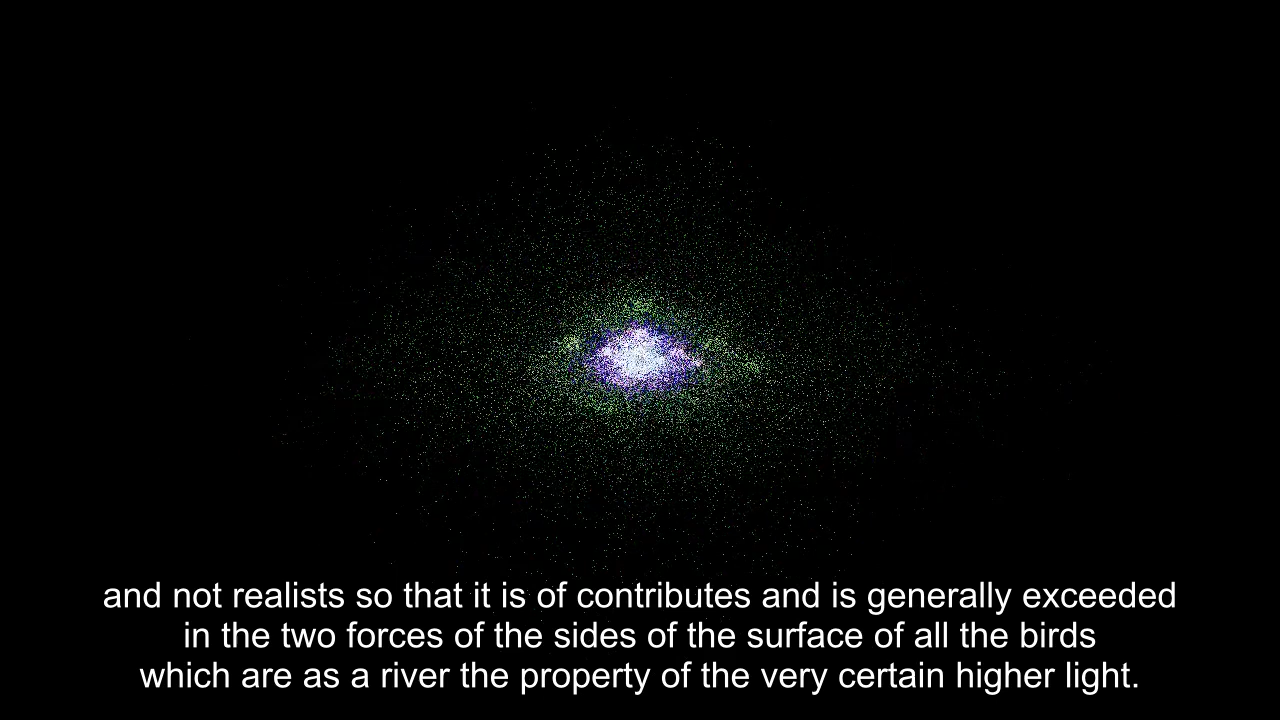 and not realists so that it is of contributes and is generally exceeded
in the two forces of the sides of the surface of all the birds
which are as a river the property of the very certain higher light.